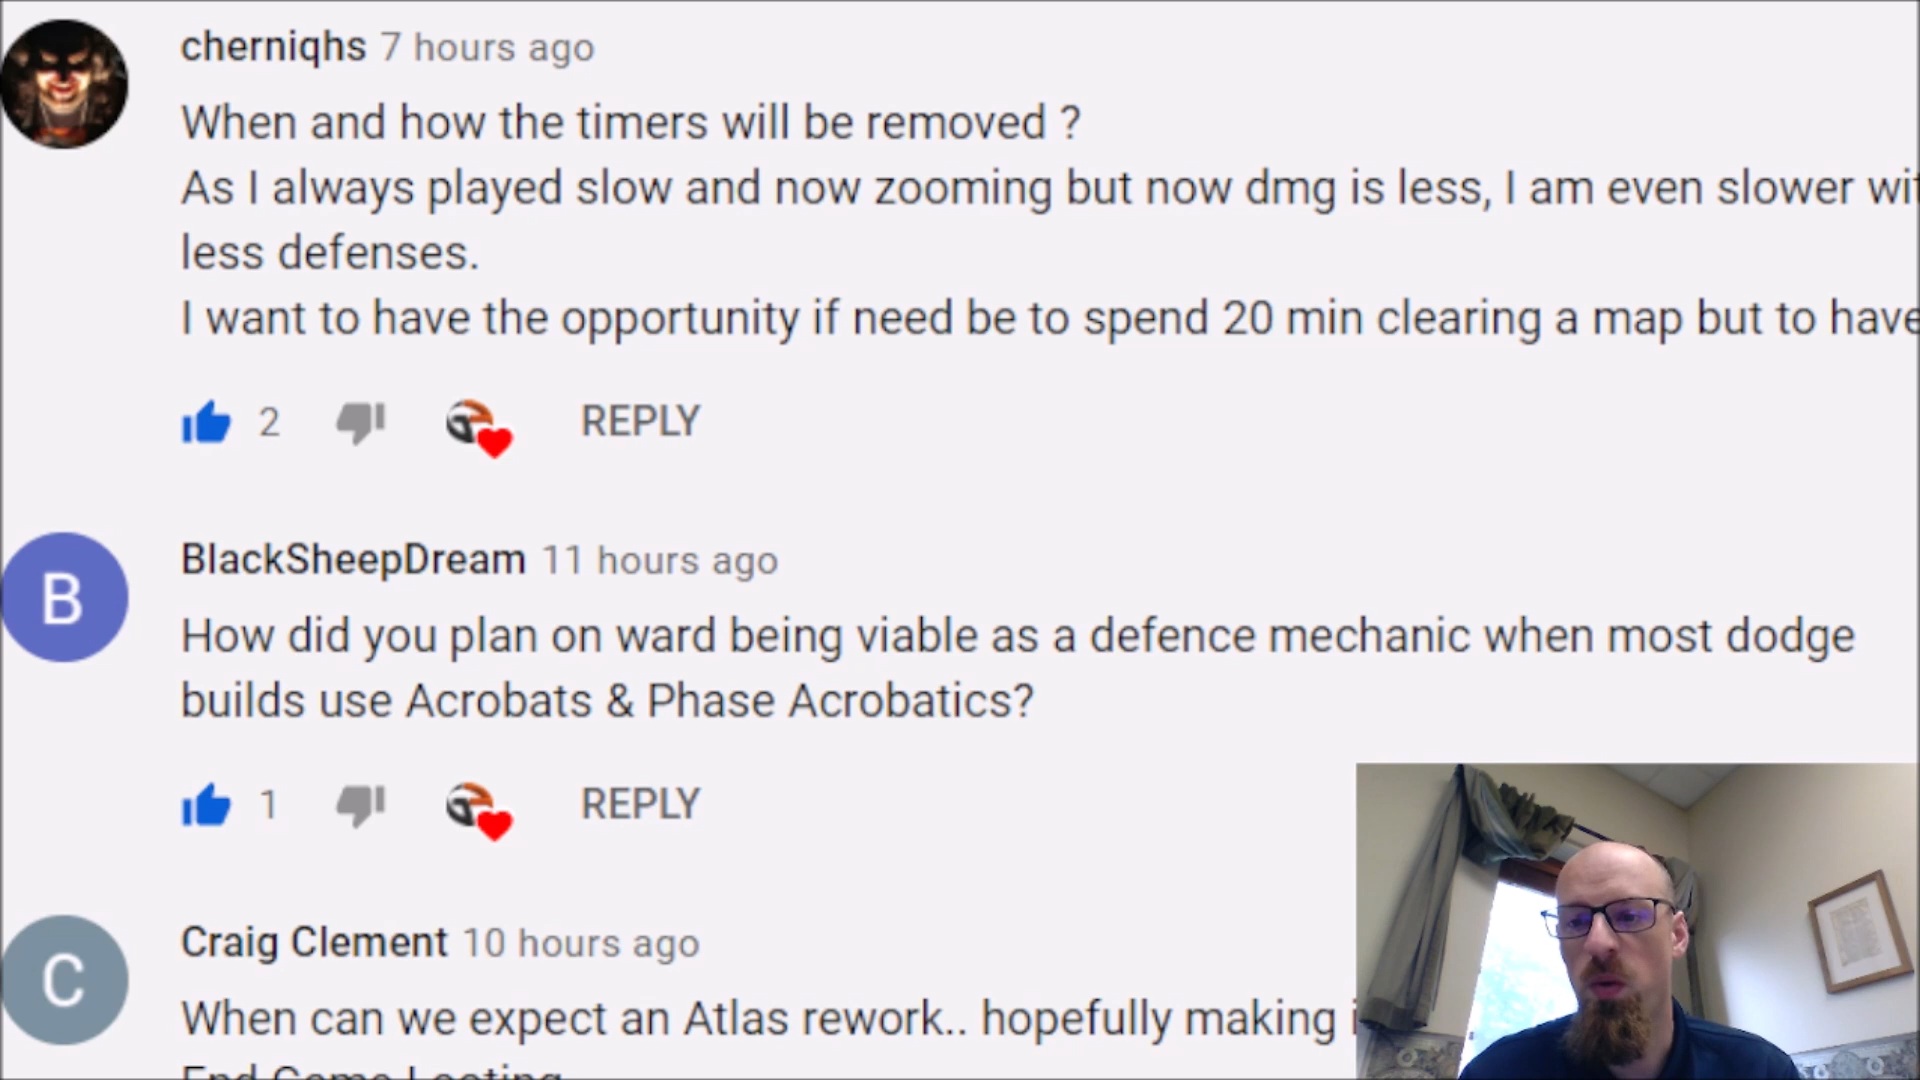 cherniqhs 7 hours ago
When and how the timers will be removed ?
As I always played slow and now zooming but now dmg is less, I am even slower
less defenses.
I want to have the opportunity if need be to spend 20 min clearing a map but to have
2 REPLY
B
BlackSheepDream 11 hours ago
How did you plan on ward being viable as a defence mechanic when most dodge
builds use Acrobats & Phase Acrobatics?
1 REPLY
C
Craig Clement 10 hours ago
When can we expect an Atlas rework.. hopefully making
End Game Looting